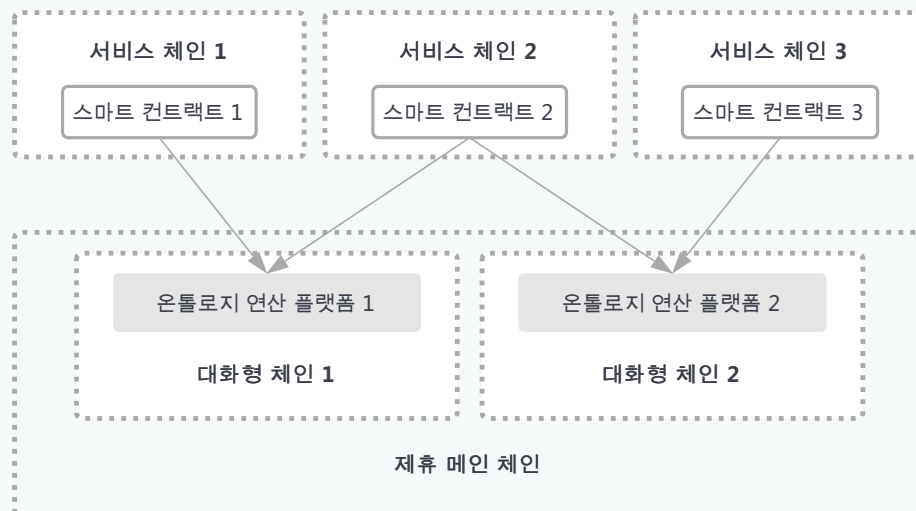 서비스 체인 1
서비스 체인 2
서비스 체인 3
스마트 컨트랙트 1
스마트 컨트랙트 2
스마트 컨트랙트 3
온톨로지 연산 플랫폼 1
온톨로지 연산 플랫폼 2
대화형 체인 1
대화형 체인 2
제휴 메인 체인